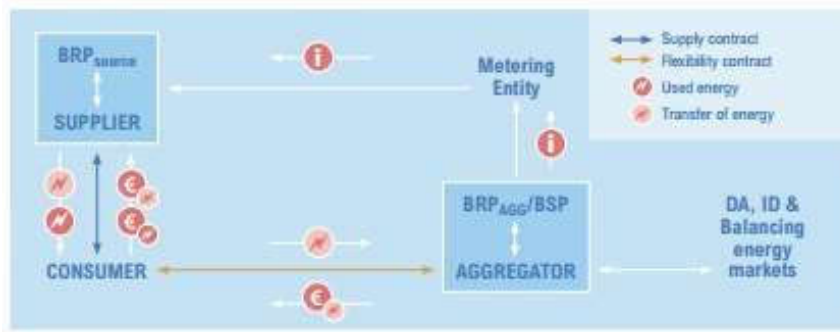 BRPsource
SUPPLIER
i
Metering
Entity
Supply contract
Flexibility contract
Used energy
Transfer of energy
i
€
€
BRPAGG/BSP
AGGREGATOR
DA, ID &
Balancing
energy
markets
CONSUMER
€